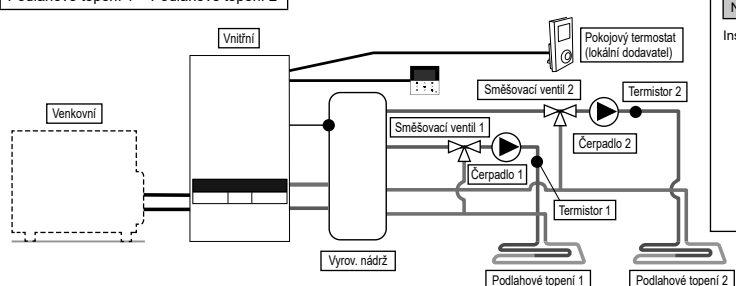 Podlahové topení 1 Podlahové topení 2
Vnitřní
Pokojový termostat
(lokální dodavatel)
Směšovací ventil 2
Termistor 2
Venkovní
Směšovací ventil 1
Čerpadlo 2
Čerpadlo 1
Termistor 1
Vyrov. nádrž
Podlahové topení 1
Podlahové topení 2